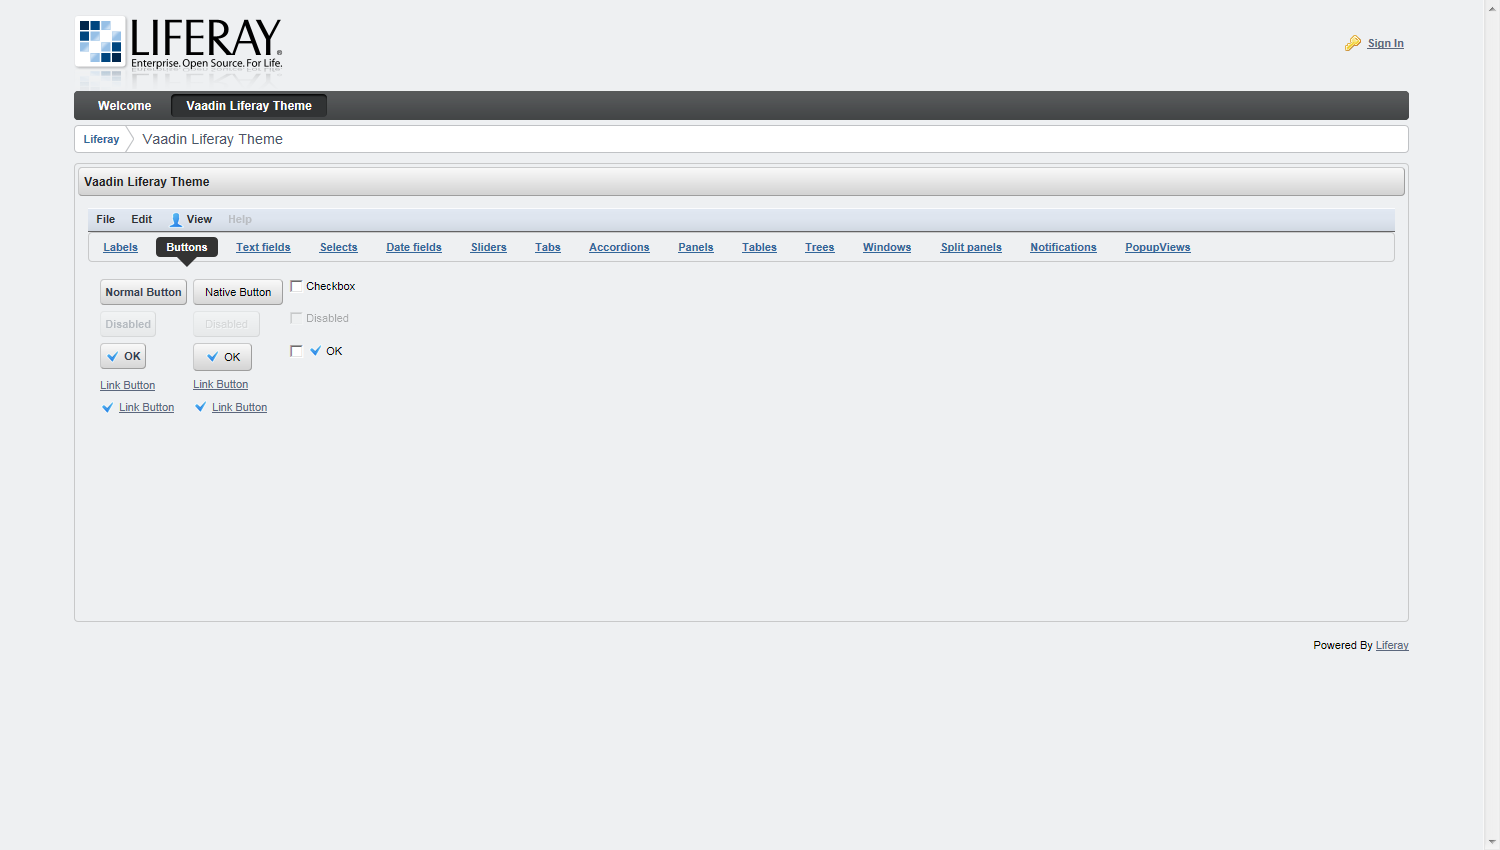 LIFERAY®
Enterprise. Open Source. For Life.
Sign In
Welcome Vaadin Liferay Theme
Liferay Vaadin Liferay Theme
Vaadin Liferay Theme
File Edit View Help
Labels Buttons Text fields Selects Date fields Sliders Tabs Accordions Panels Tables Trees Windows Split panels Notifications PopupViews
Normal Button Native Button Checkbox
Disabled Disabled Disabled
OK OK OK
Link Button Link Button
Link Button Link Button
Powered By Liferay